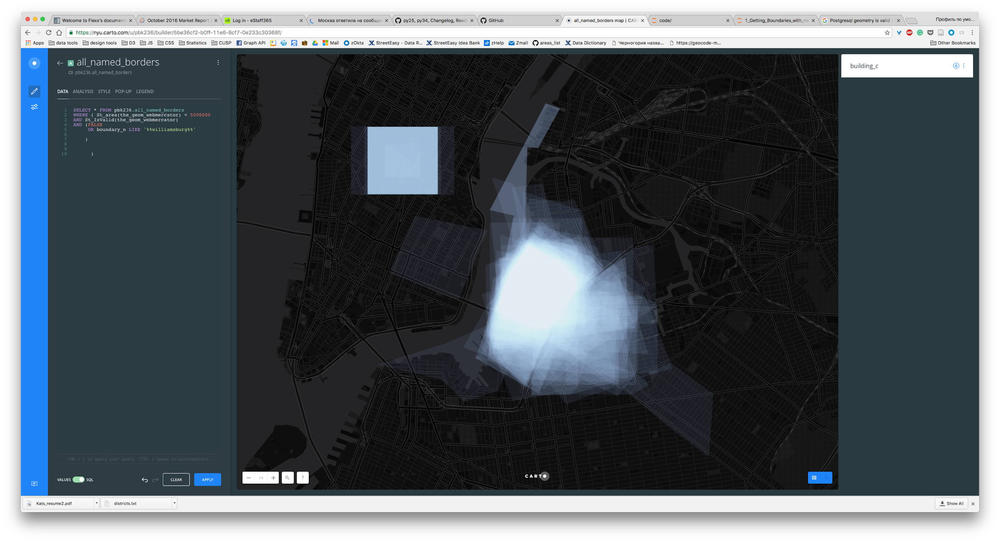 Welcome to Flexx's documenta
October 2016 Market Report D
eS Log in - eStaff365
Москва ответила на сообщен
py25, py34, Changelog, Readm
GitHub
all_named_borders map | CART
code/
1_Getting_Boundaries_with_na
Postgresql geometry is valid -
Профиль по умо...
https://nyu.carto.com/u/pbk236/builder/5be36cf2-b0ff-11e6-8cf7-0e233c30368f/
ABP
Apps
data tools
design tools
D3
JS
CSS
Statistics
CUSP
Graph API
Mail
zOkta
StreetEasy - Data R...
StreetEasy Idea Bank
zHelp
Zmail
areas_list
Data Dictionary
Черногория назва...
https://geocode-m...
Other Bookmarks
A all_named_borders
pbk236.all_named_borders
DATA ANALYSIS STYLE POP-UP LEGEND
1 SELECT * FROM pbk236.all_named_borders
2 WHERE ( St_area(the_geom_webmercator) < 5000000
3 AND St_IsValid(the_geom_webmercator)
4 AND (FALSE
5 OR boundary_n LIKE '%%williamsburg%%'
6
7 )
8
9
10 )
CMD + S to apply your query. CTRL + Space to autocomplete.
VALUES SQL
CLEAR
APPLY
building_c
− 14 +
?
CARTO
Kats_resume2.pdf
districts.txt
Show All